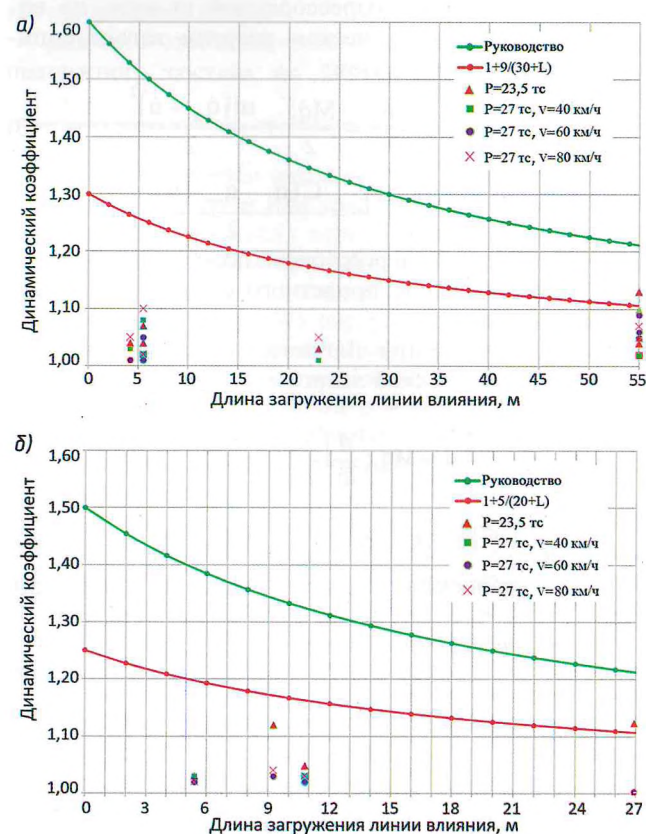 а)
1,60
1,50
1,40
1,30
1,20
1,10
1,00
Динамический коэффициент
Руководство
1+9/(30+L)
P=23,5 тс
P=27 тс, v=40 км/ч
P=27 тс, v=60 км/ч
P=27 тс, v=80 км/ч
0 5 10 15 20 25 30 35 40 45 50 55
Длина загружения линии влияния, м
б)
1,60
1,50
1,40
1,30
1,20
1,10
1,00
Динамический коэффициент
Руководство
1+5/(20+L)
P=23,5 тс
P=27 тс, v=40 км/ч
P=27 тс, v=60 км/ч
P=27 тс, v=80 км/ч
0 3 6 9 12 15 18 21 24 27
Длина загружения линии влияния, м